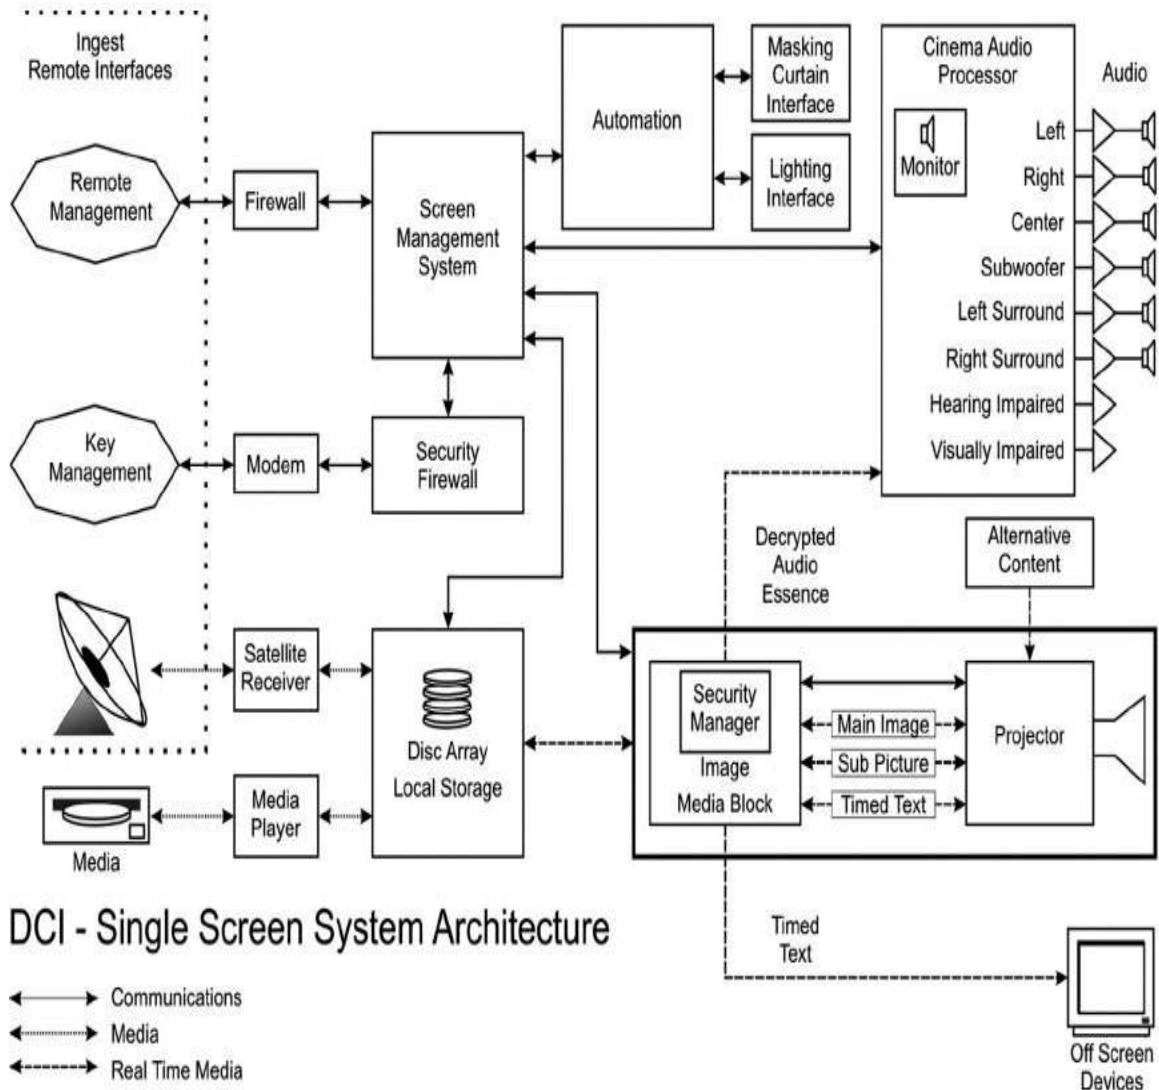 Ingest
Remote Interfaces
Remote
Management
Firewall
Screen
Management
System
Automation
Masking
Curtain
Interface
Lighting
Interface
Cinema Audio
Processor
Monitor
Audio
Left
Right
Center
Subwoofer
Left Surround
Right Surround
Hearing Impaired
Visually Impaired
Key
Management
Modem
Security
Firewall
Decrypted
Audio
Essence
Alternative
Content
Satellite
Receiver
Disc Array
Local Storage
Media
Player
Media
Security
Manager
Image
Media Block
Main Image
Sub Picture
Timed Text
Projector
DCI - Single Screen System Architecture
Timed
Text
Off Screen
Devices
Communications
Media
Real Time Media